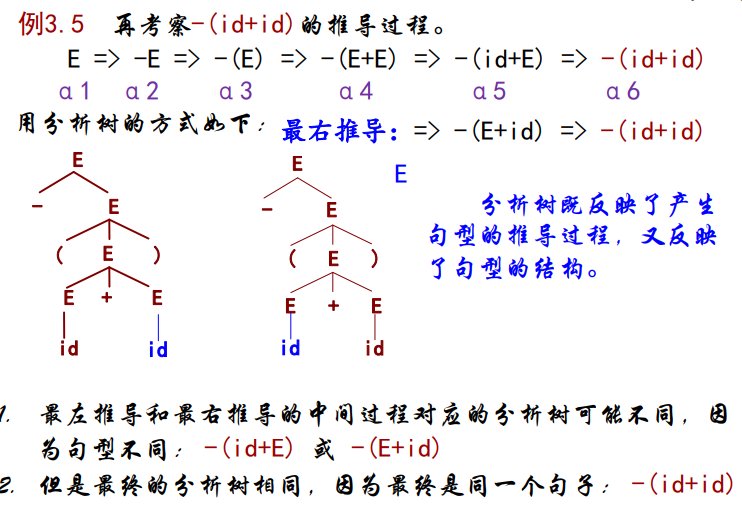 例3.5 再考察-(id+id)的推导过程。
E => -E => -(E) => -(E+E) => -(id+E) => -(id+id)
α1 α2 α3 α4 α5 α6
用分析树的方式如下：
最右推导：=> -(E+id) => -(id+id)
E
- E
( E )
E + E
id id
E
- E
( E )
E + E
id id
E
分析树既反映了产生
句型的推导过程，又反映
了句型的结构。
1. 最左推导和最右推导的中间过程对应的分析树可能不同，因
为句型不同：-(id+E) 或 -(E+id)
2. 但是最终的分析树相同，因为最终是同一个句子：-(id+id)